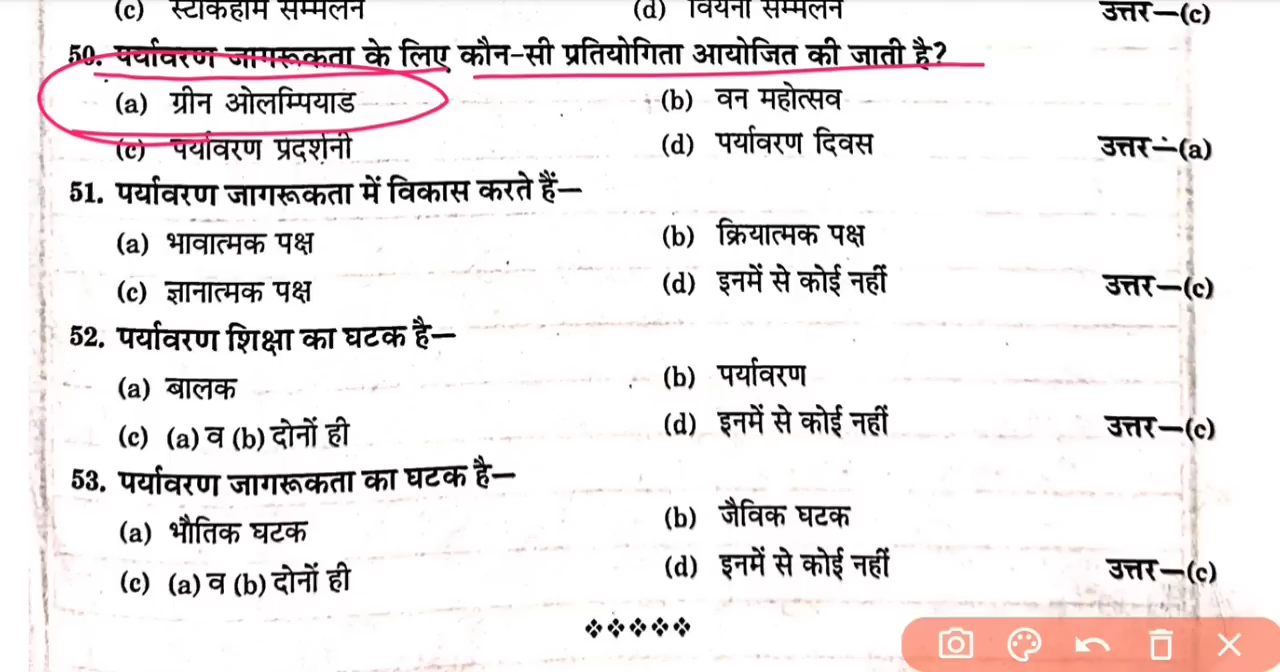 (c) स्टाकहोम सम्मेलन (d) वियना सम्मेलन उत्तर—(c)
50. पर्यावरण जागरूकता के लिए कौन-सी प्रतियोगिता आयोजित की जाती है?
(a) ग्रीन ओलम्पियाड (b) वन महोत्सव
(c) पर्यावरण प्रदर्शनी (d) पर्यावरण दिवस उत्तर—(a)
51. पर्यावरण जागरूकता में विकास करते हैं—
(a) भावात्मक पक्ष (b) क्रियात्मक पक्ष
(c) ज्ञानात्मक पक्ष (d) इनमें से कोई नहीं उत्तर—(c)
52. पर्यावरण शिक्षा का घटक है—
(a) बालक (b) पर्यावरण
(c) (a) व (b) दोनों ही (d) इनमें से कोई नहीं उत्तर—(c)
53. पर्यावरण जागरूकता का घटक है—
(a) भौतिक घटक (b) जैविक घटक
(c) (a) व (b) दोनों ही (d) इनमें से कोई नहीं उत्तर—(c)